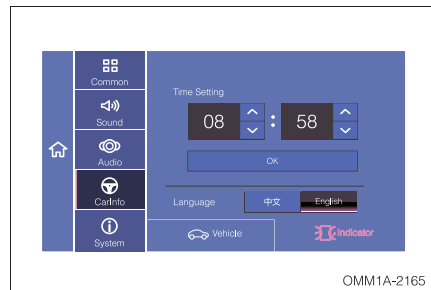 Common
Sound
Audio
CarInfo
System
Time Setting
08 : 58
OK
Language 中文 English
Vehicle
Indicator
OMM1A-2165